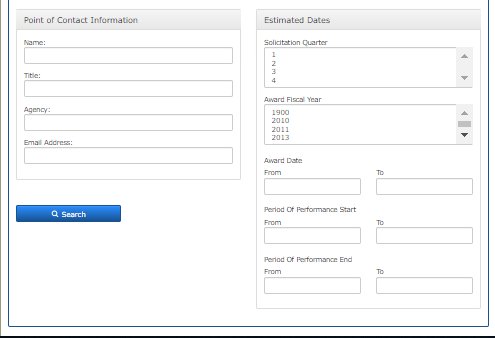 Point of Contact Information
Name:
Title:
Agency:
Email Address:
Search
Estimated Dates
Solicitation Quarter
1
2
3
4
Award Fiscal Year
1900
2010
2011
2013
Award Date
From To
Period Of Performance Start
From To
Period Of Performance End
From To